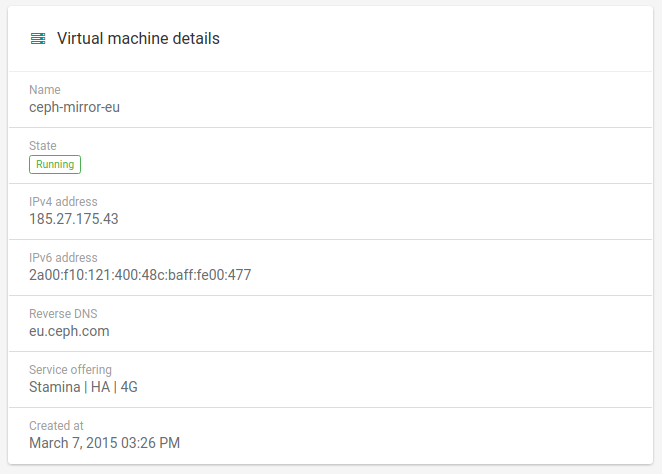 Virtual machine details
Name
ceph-mirror-eu
State
Running
IPv4 address
185.27.175.43
IPv6 address
2a00:f10:121:400:48c:baff:fe00:477
Reverse DNS
eu.ceph.com
Service offering
Stamina | HA | 4G
Created at
March 7, 2015 03:26 PM